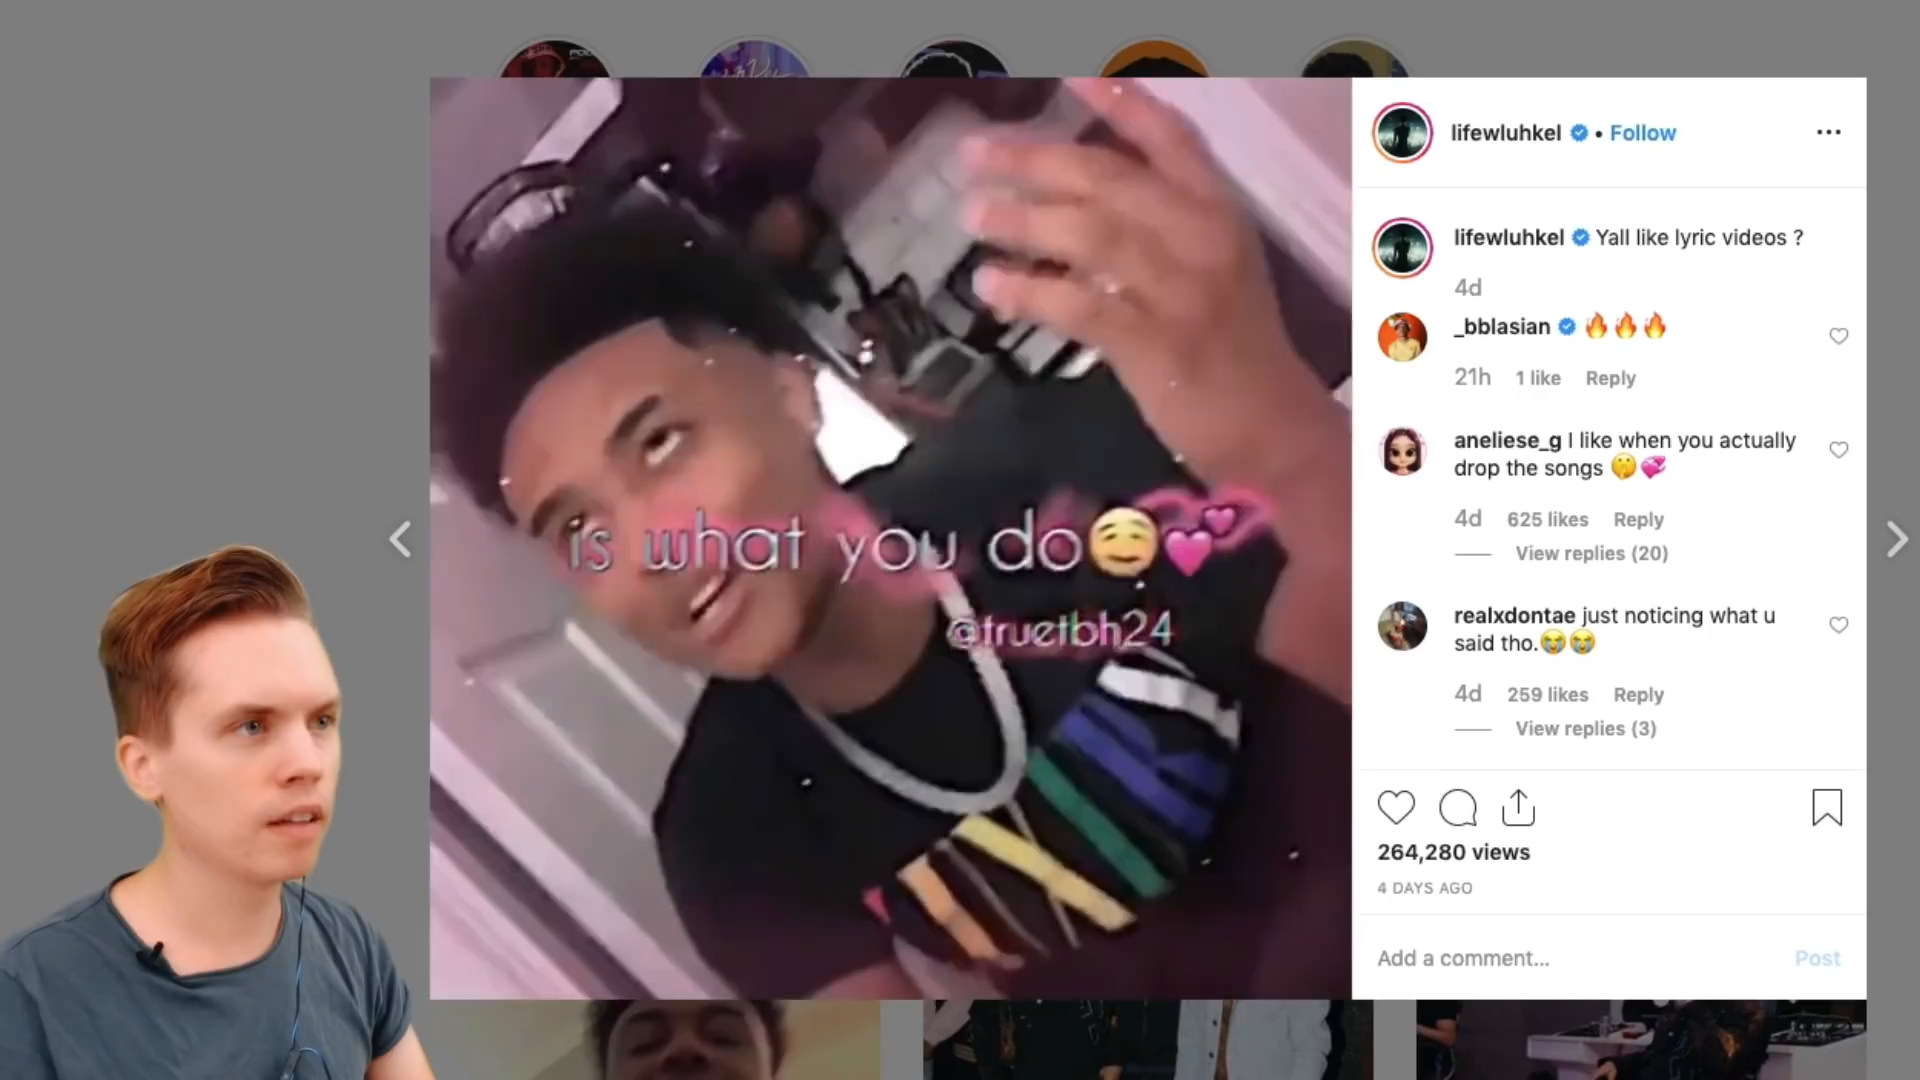 lifewluhkel • Follow
lifewluhkel Yall like lyric videos ?
4d
_bblasian 🔥🔥🔥
21h 1 like Reply
aneliese_g I like when you actually
drop the songs 🤫💞
4d 625 likes Reply
View replies (20)
realxdontae just noticing what u
said tho.😭😭
4d 259 likes Reply
View replies (3)
264,280 views
4 DAYS AGO
Add a comment... Post
is what you do☺️💕
@truetbh24